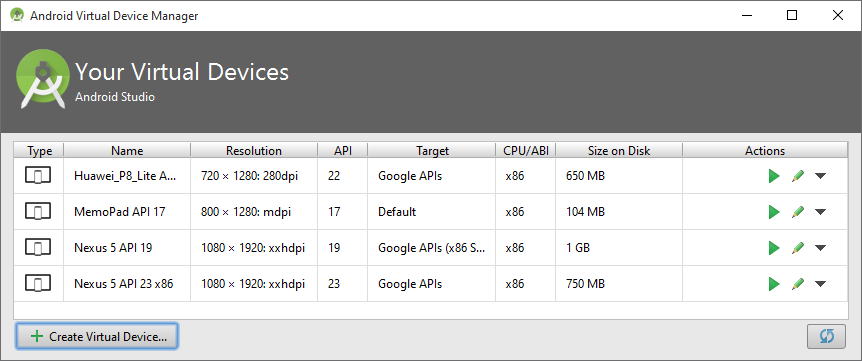 Android Virtual Device Manager
Your Virtual Devices
Android Studio
Type Name Resolution API Target CPU/ABI Size on Disk Actions
Huawei_P8_Lite A... 720 × 1280: 280dpi 22 Google APIs x86 650 MB
MemoPad API 17 800 × 1280: mdpi 17 Default x86 104 MB
Nexus 5 API 19 1080 × 1920: xxhdpi 19 Google APIs (x86 S... x86 1 GB
Nexus 5 API 23 x86 1080 × 1920: xxhdpi 23 Google APIs x86 750 MB
Create Virtual Device...